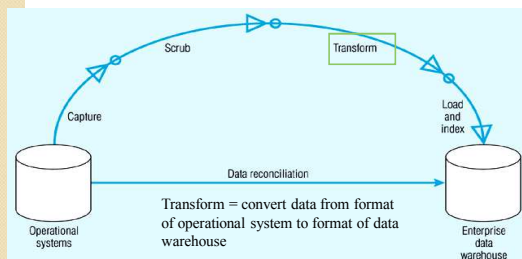 Scrub
Transform
Capture
Load
and
index
Data reconciliation
Transform = convert data from format
of operational system to format of data
warehouse
Operational
systems
Enterprise
data
warehouse